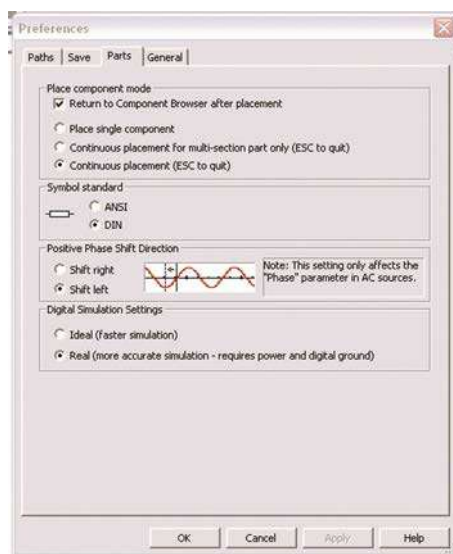 Preferences
Paths Save Parts General
Place component mode
Return to Component Browser after placement
Place single component
Continuous placement for multi-section part only (ESC to quit)
Continuous placement (ESC to quit)
Symbol standard
ANSI
DIN
Positive Phase Shift Direction
Shift right
Shift left
Note: This setting only affects the
"Phase" parameter in AC sources.
Digital Simulation Settings
Ideal (faster simulation)
Real (more accurate simulation - requires power and digital ground)
OK Cancel Apply Help